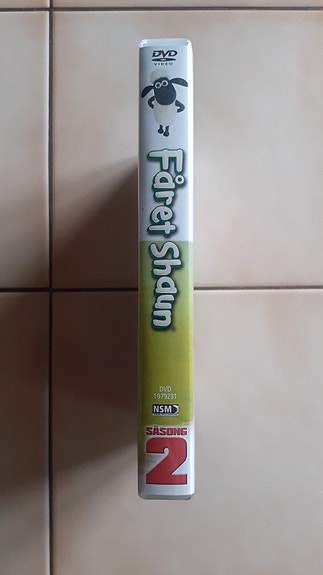 DVD
VIDEO
Fåret Shaun
DVD
1979231
NSM
SÄSONG
2